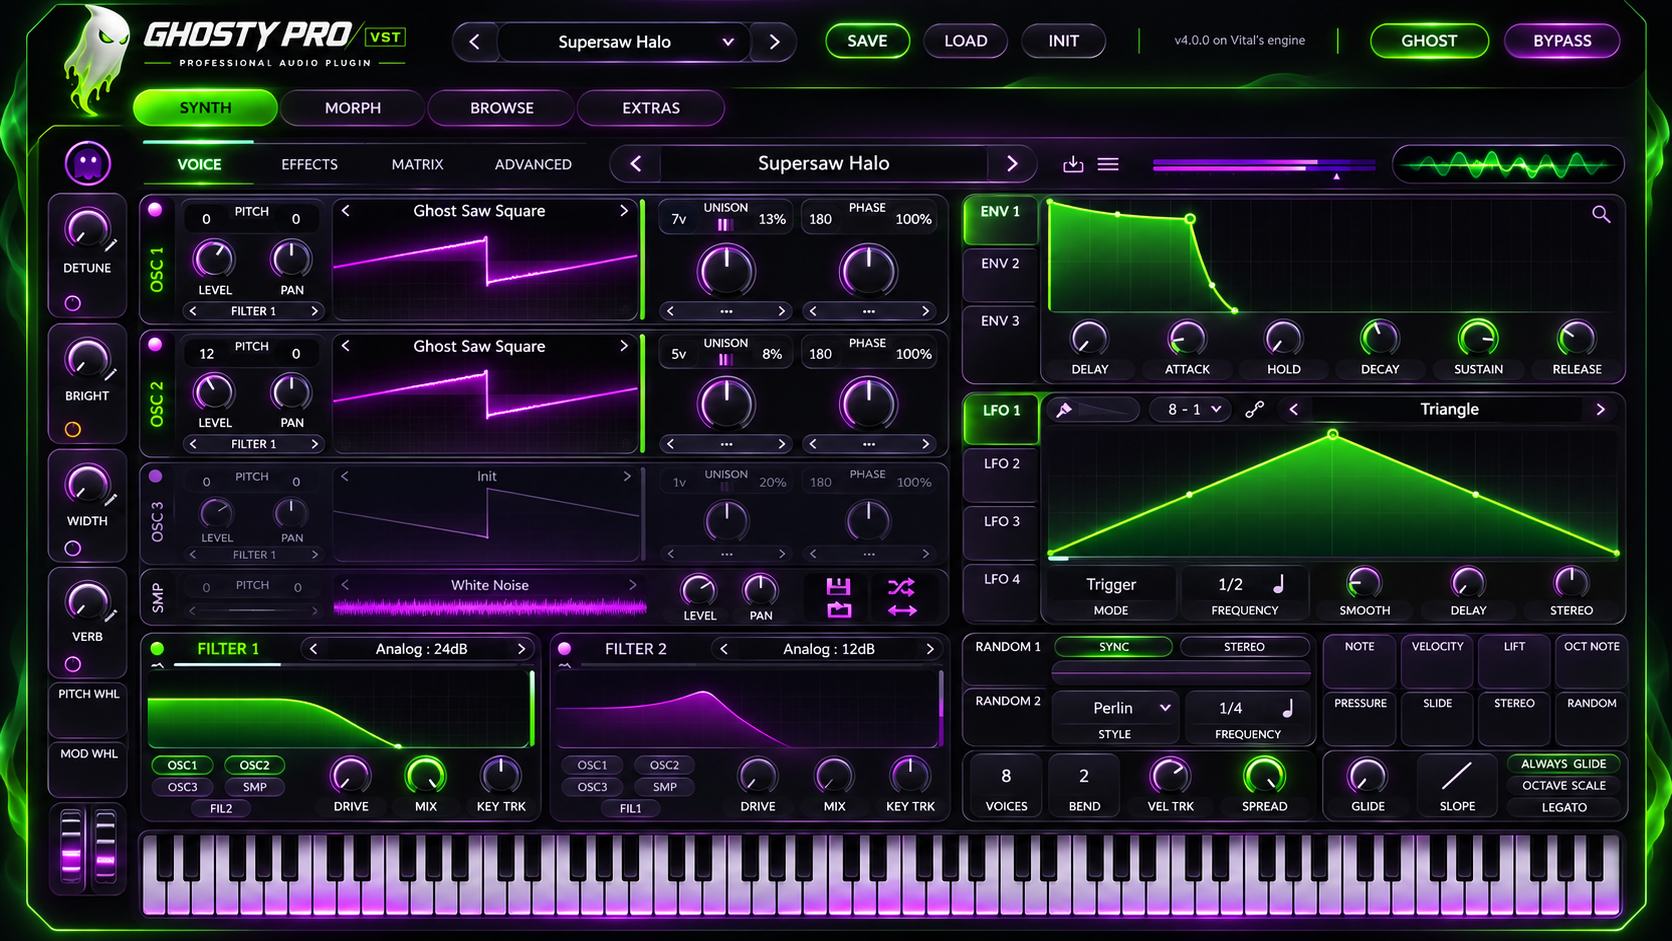 GHOSTY PRO VST
PROFESSIONAL AUDIO PLUGIN
Supersaw Halo
SAVE
LOAD
INIT
v4.0.0 on Vital's engine
GHOST
BYPASS
SYNTH
MORPH
BROWSE
EXTRAS
VOICE
EFFECTS
MATRIX
ADVANCED
Supersaw Halo
DETUNE
BRIGHT
WIDTH
VERB
PITCH WHL
MOD WHL
OSC 1
0 PITCH 0
LEVEL PAN
FILTER 1
Ghost Saw Square
7v UNISON 13%
180 PHASE 100%
... ...
OSC 2
12 PITCH 0
LEVEL PAN
FILTER 1
Ghost Saw Square
5v UNISON 8%
180 PHASE 100%
... ...
OSC 3
0 PITCH 0
LEVEL PAN
FILTER 1
Init
1v UNISON 20%
180 PHASE 100%
... ...
SMP
0 PITCH 0
White Noise
LEVEL PAN
FILTER 1
Analog : 24dB
OSC1 OSC2
OSC3 SMP
FIL2
DRIVE MIX KEY TRK
FILTER 2
Analog : 12dB
OSC1 OSC2
OSC3 SMP
FIL1
DRIVE MIX KEY TRK
ENV 1
ENV 2
ENV 3
DELAY ATTACK HOLD DECAY SUSTAIN RELEASE
LFO 1
LFO 2
LFO 3
LFO 4
8 - 1
Triangle
Trigger
MODE
1/2
FREQUENCY
SMOOTH DELAY STEREO
RANDOM 1
RANDOM 2
SYNC STEREO
Perlin
STYLE
1/4
FREQUENCY
NOTE VELOCITY LIFT OCT NOTE
PRESSURE SLIDE STEREO RANDOM
8
VOICES
2
BEND
VEL TRK
SPREAD
GLIDE
SLOPE
ALWAYS GLIDE
OCTAVE SCALE
LEGATO